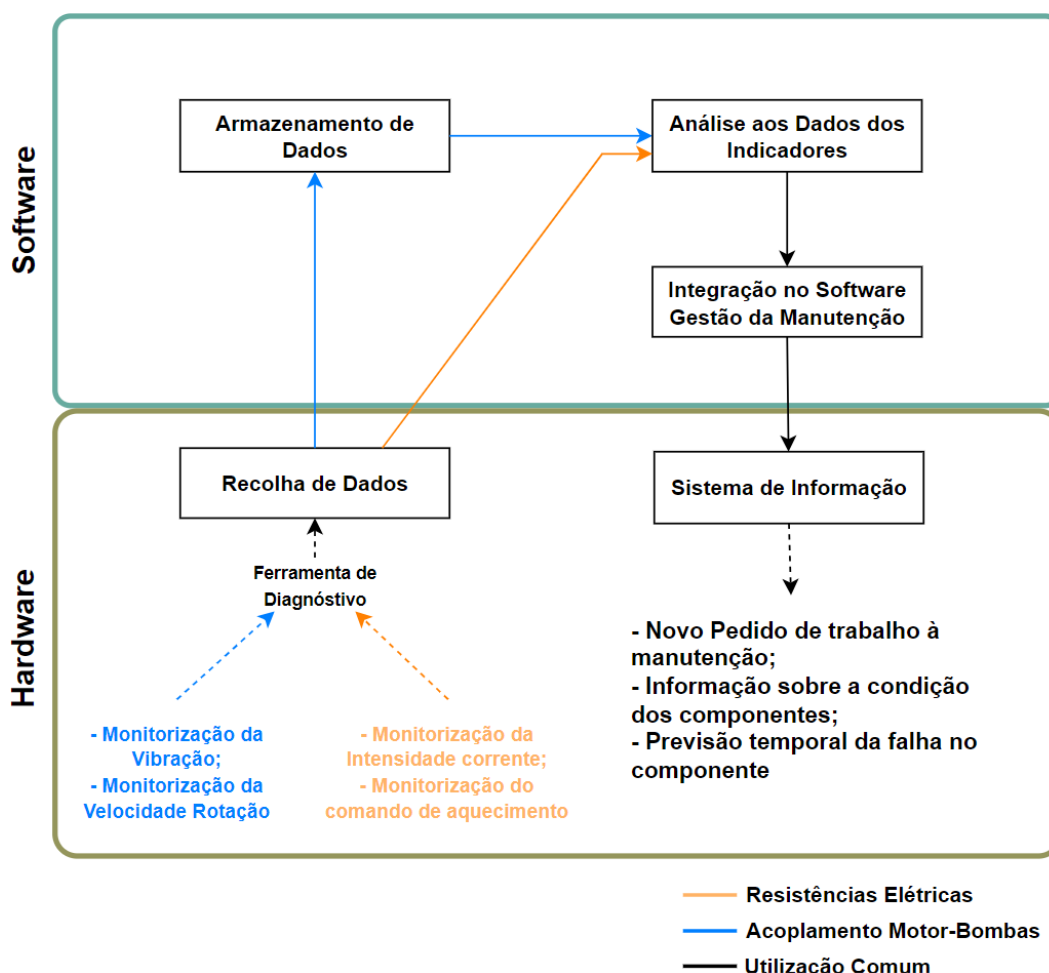 Software
Armazenamento de
Dados
Análise aos Dados dos
Indicadores
Integração no Software
Gestão da Manutenção
Hardware
Recolha de Dados
Sistema de Informação
Ferramenta de
Diagnóstivo
- Monitorização da
Vibração;
- Monitorização da
Velocidade Rotação
- Monitorização da
Intensidade corrente;
- Monitorização do
comando de aquecimento
- Novo Pedido de trabalho à
manutenção;
- Informação sobre a condição
dos componentes;
- Previsão temporal da falha no
componente
Resistências Elétricas
Acoplamento Motor-Bombas
Utilização Comum